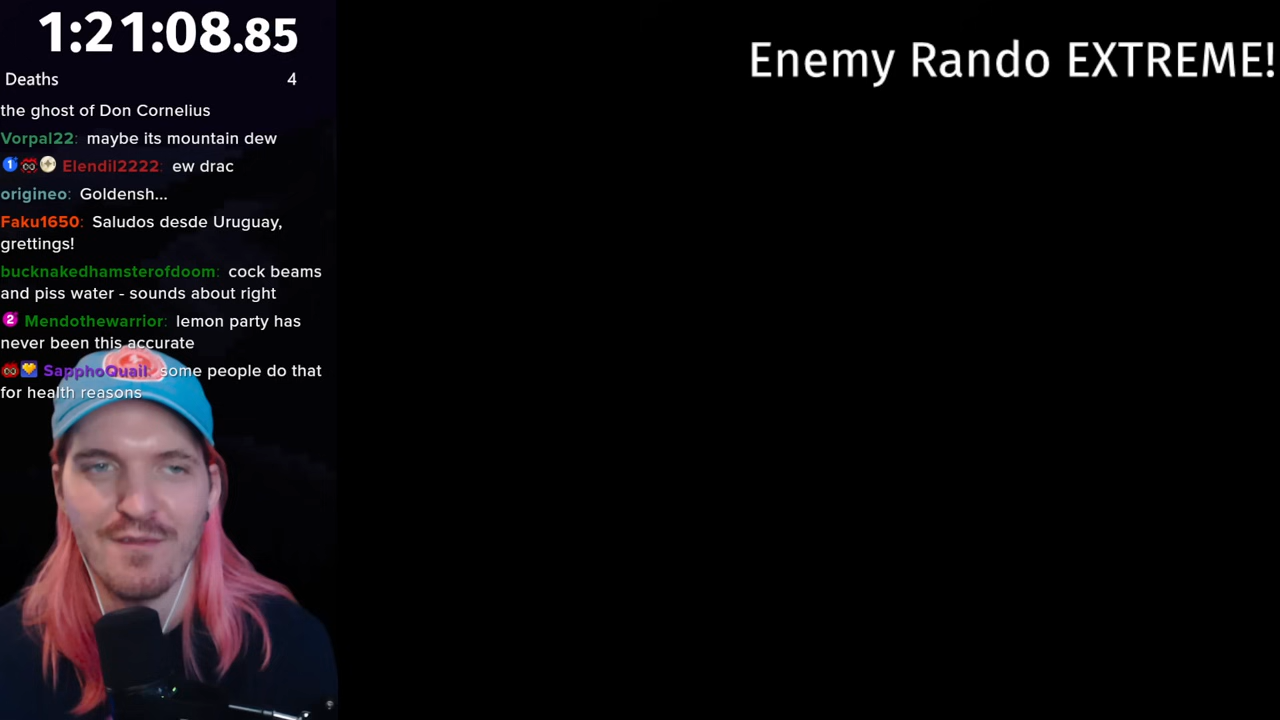 1:21:08.85
Enemy Rando EXTREME!
Deaths 4
the ghost of Don Cornelius
Vorpal22: maybe its mountain dew
Elendil2222: ew drac
origineo: Goldensh...
Faku1650: Saludos desde Uruguay,
grettings!
bucknakedhamsterofdoom: cock beams
and piss water - sounds about right
2 Mendothewarrior: lemon party has
never been this accurate
SapphoQuail: some people do that
for health reasons